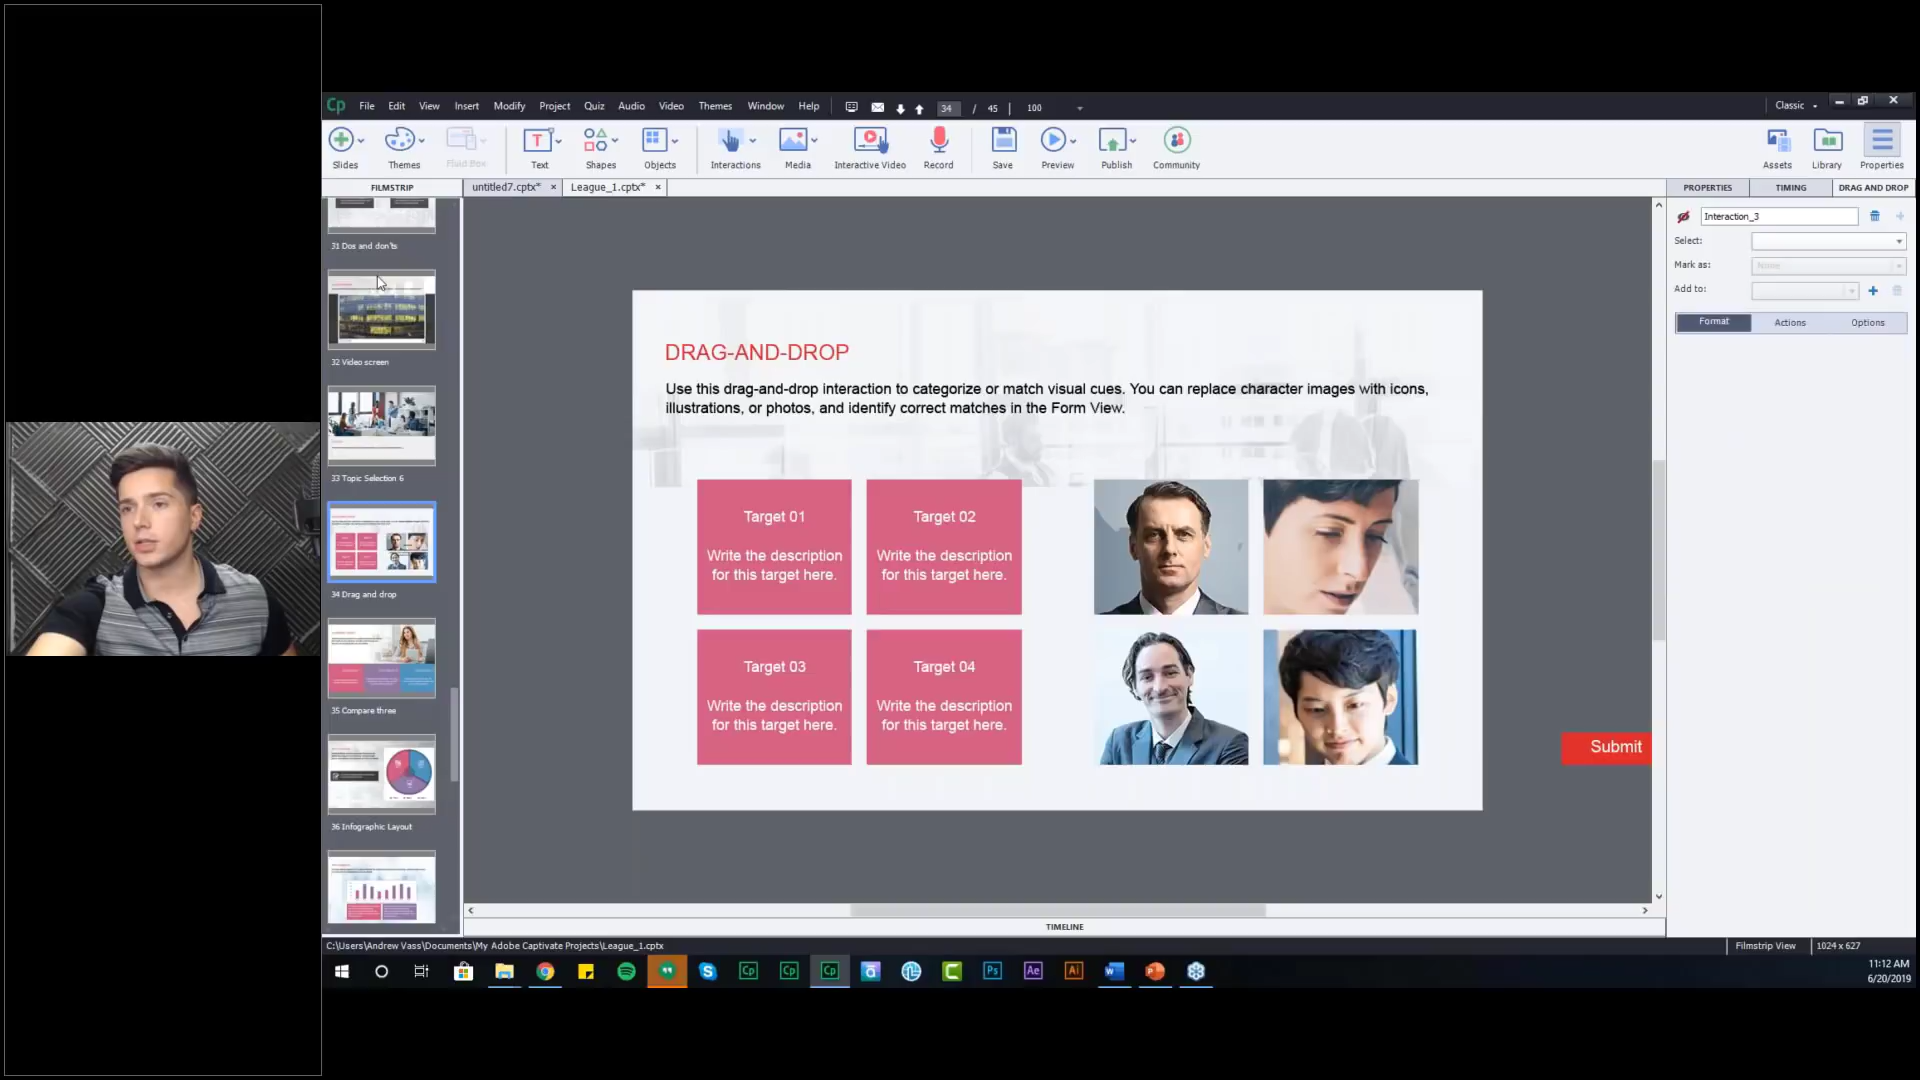 Cp File Edit View Insert Modify Project Quiz Audio Video Themes Window Help 34 / 45 100 Classic
Slides Themes Fluid Box Text Shapes Objects Interactions Media Interactive Video Record Save Preview Publish Community Assets Library Properties
FILMSTRIP untitled7.cptx* × League_1.cptx* × PROPERTIES TIMING DRAG AND DROP
31 Dos and don'ts
32 Video screen
33 Topic Selection 6
34 Drag and drop
35 Compare three
36 Infographic Layout
DRAG-AND-DROP
Use this drag-and-drop interaction to categorize or match visual cues. You can replace character images with icons,
illustrations, or photos, and identify correct matches in the Form View.
Target 01
Write the description
for this target here.
Target 02
Write the description
for this target here.
Target 03
Write the description
for this target here.
Target 04
Write the description
for this target here.
Submit
Interaction_3
Select:
Mark as: None
Add to:
Format Actions Options
TIMELINE
C:\Users\Andrew Vass\Documents\My Adobe Captivate Projects\League_1.cptx Filmstrip View 1024 x 627
Cp Cp Cp a C Ps Ae Ai
11:12 AM
6/20/2019